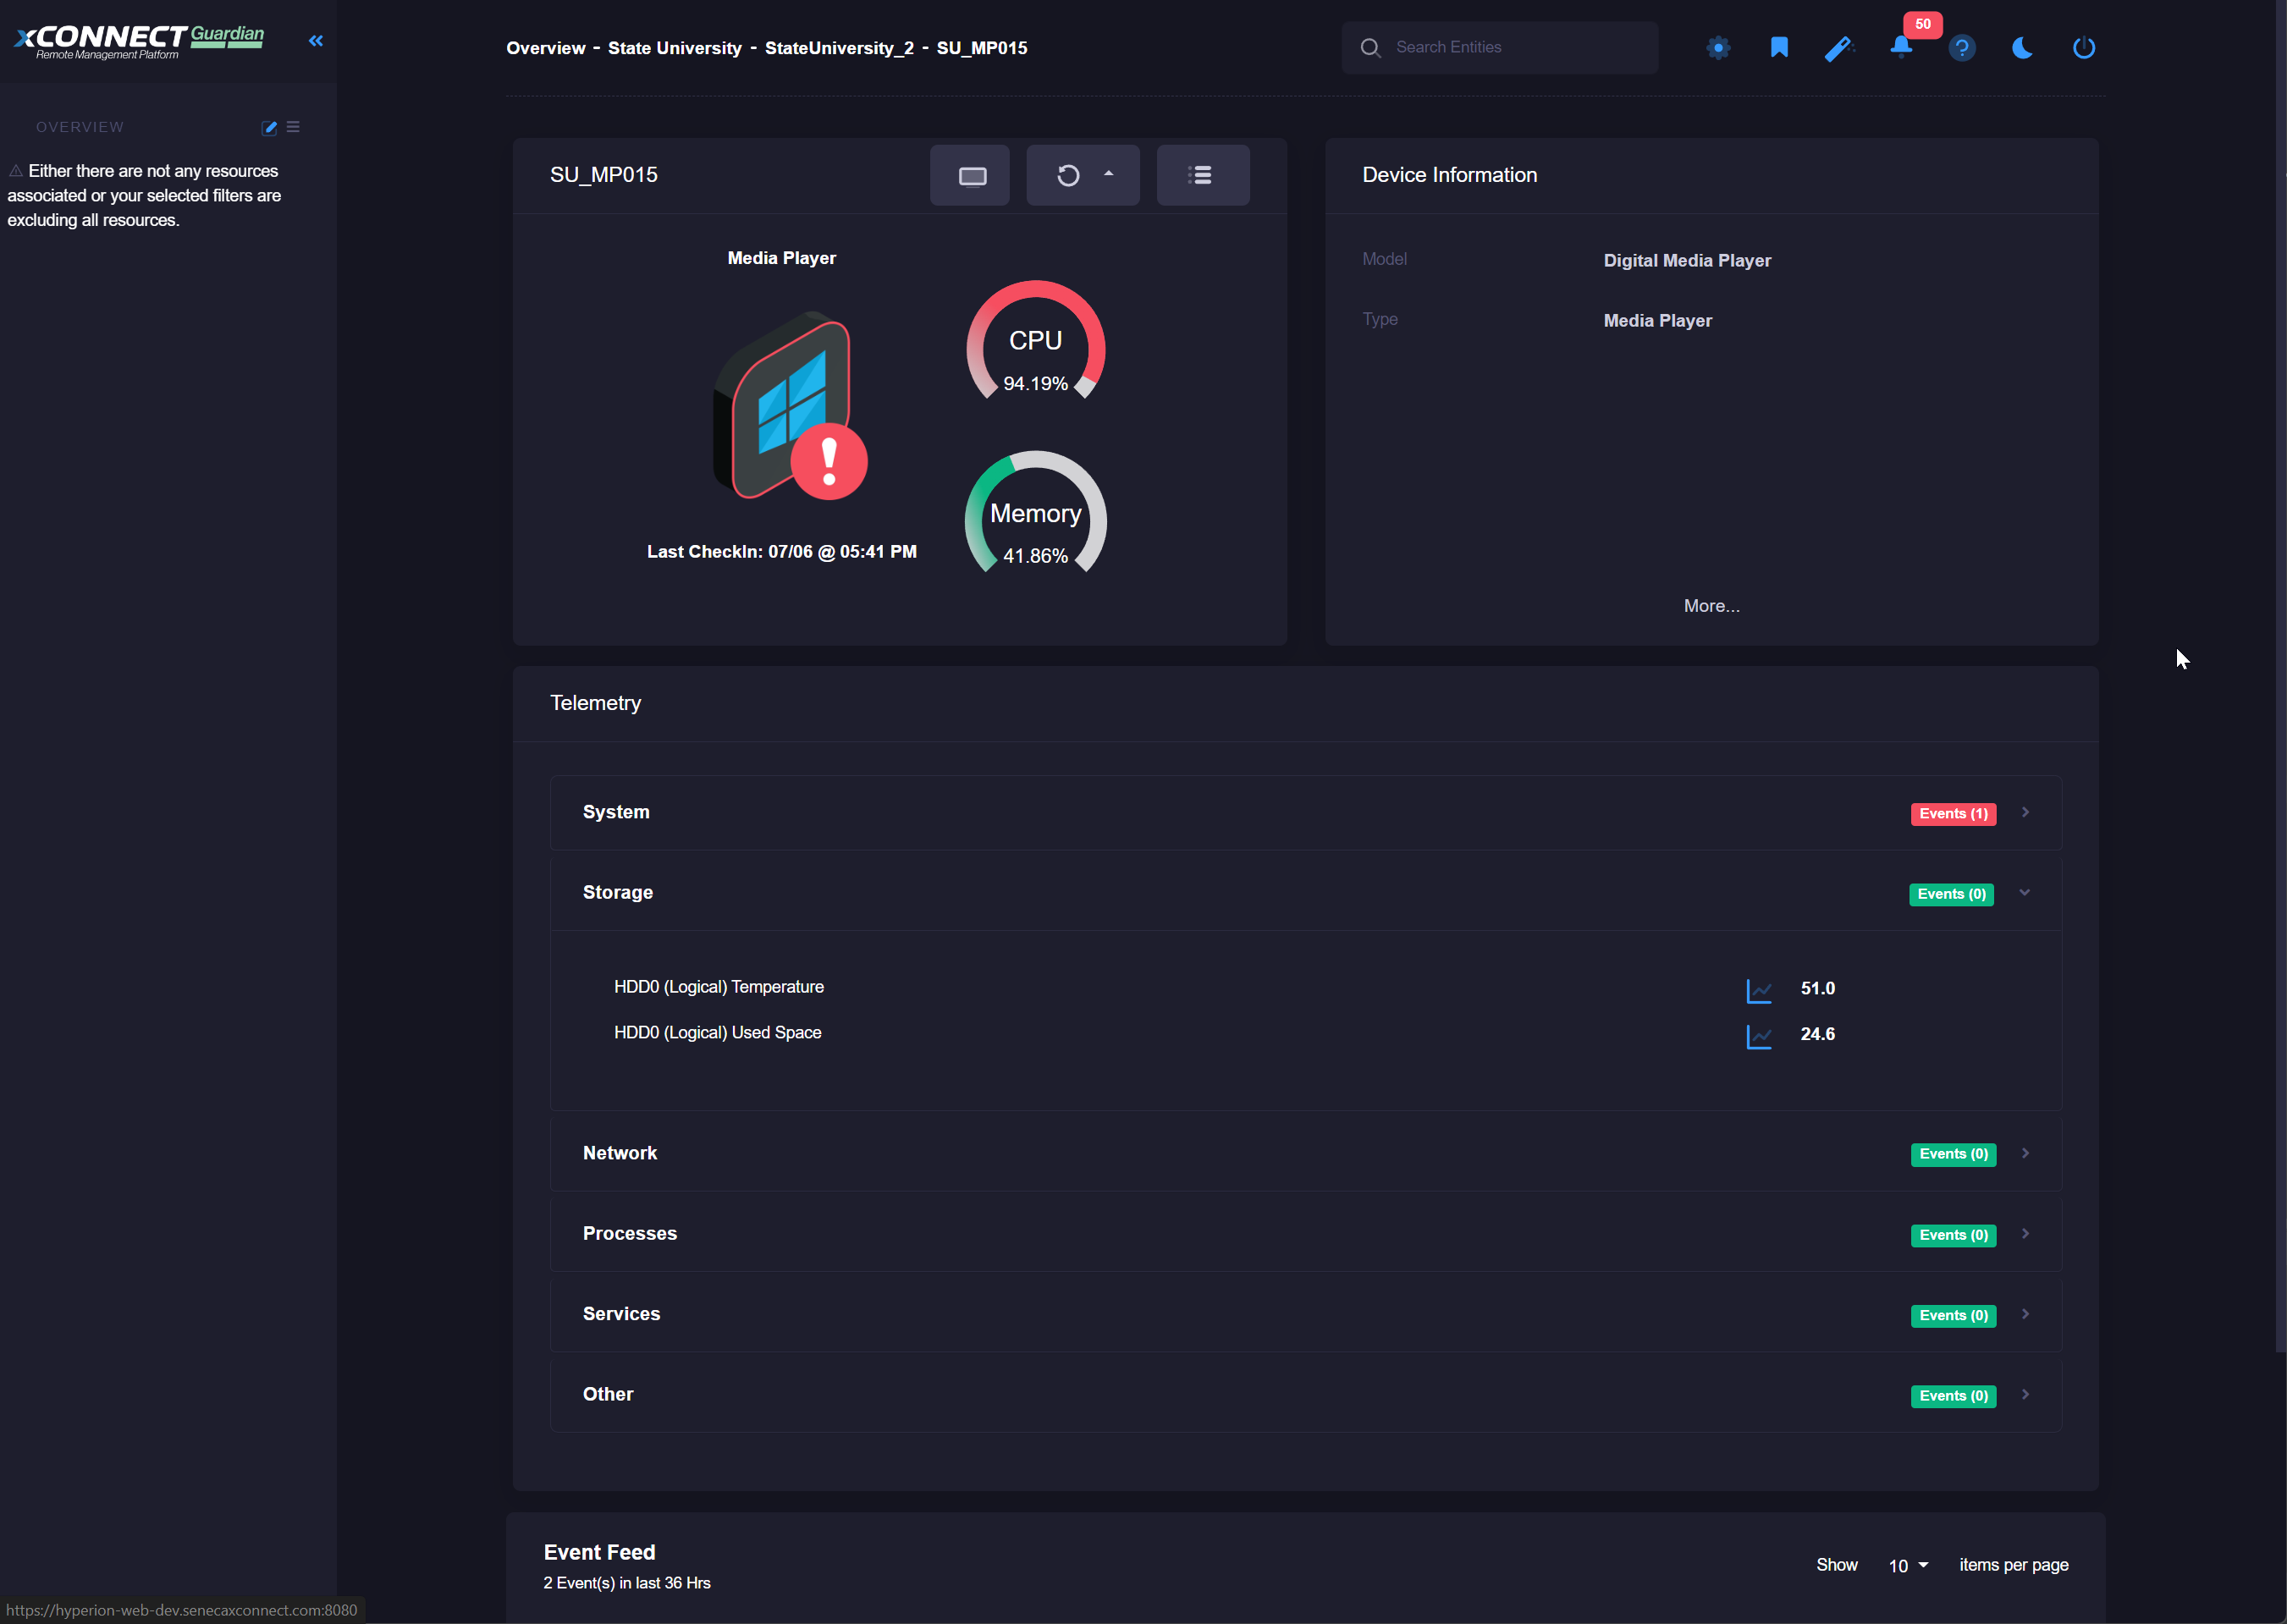 xCONNECT Guardian
Remote Management Platform
Overview - State University - StateUniversity_2 - SU_MP015
Search Entities
50
OVERVIEW
Either there are not any resources
associated or your selected filters are
excluding all resources.
SU_MP015
Media Player
CPU
94.19%
Memory
41.86%
Last CheckIn: 07/06 @ 05:41 PM
Device Information
Model Digital Media Player
Type Media Player
More...
Telemetry
System Events (1)
Storage Events (0)
HDD0 (Logical) Temperature 51.0
HDD0 (Logical) Used Space 24.6
Network Events (0)
Processes Events (0)
Services Events (0)
Other Events (0)
Event Feed
2 Event(s) in last 36 Hrs
Show 10 items per page
https://hyperion-web-dev.senecaxconnect.com:8080